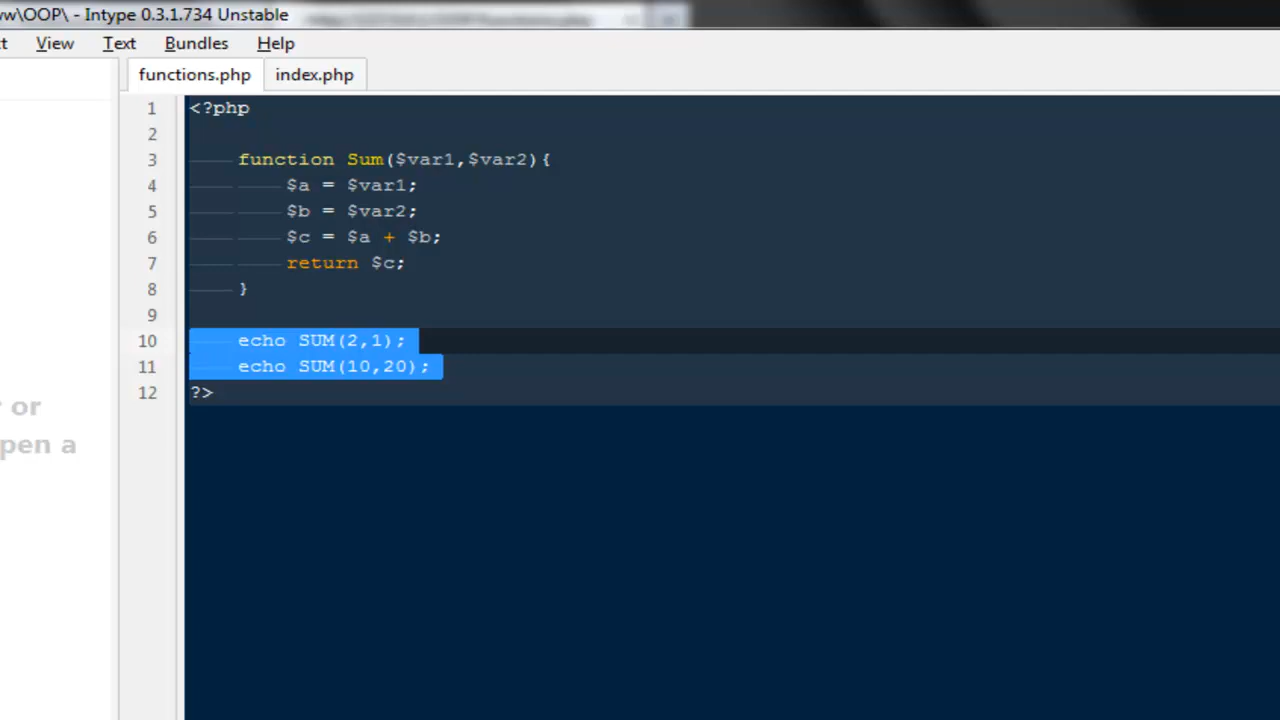 w\OOP\ - Intype 0.3.1.734 Unstable
t View Text Bundles Help
functions.php index.php
1 <?php
2
3 function Sum($var1,$var2){
4 $a = $var1;
5 $b = $var2;
6 $c = $a + $b;
7 return $c;
8 }
9
10 echo SUM(2,1);
11 echo SUM(10,20);
12 ?>
or
pen a